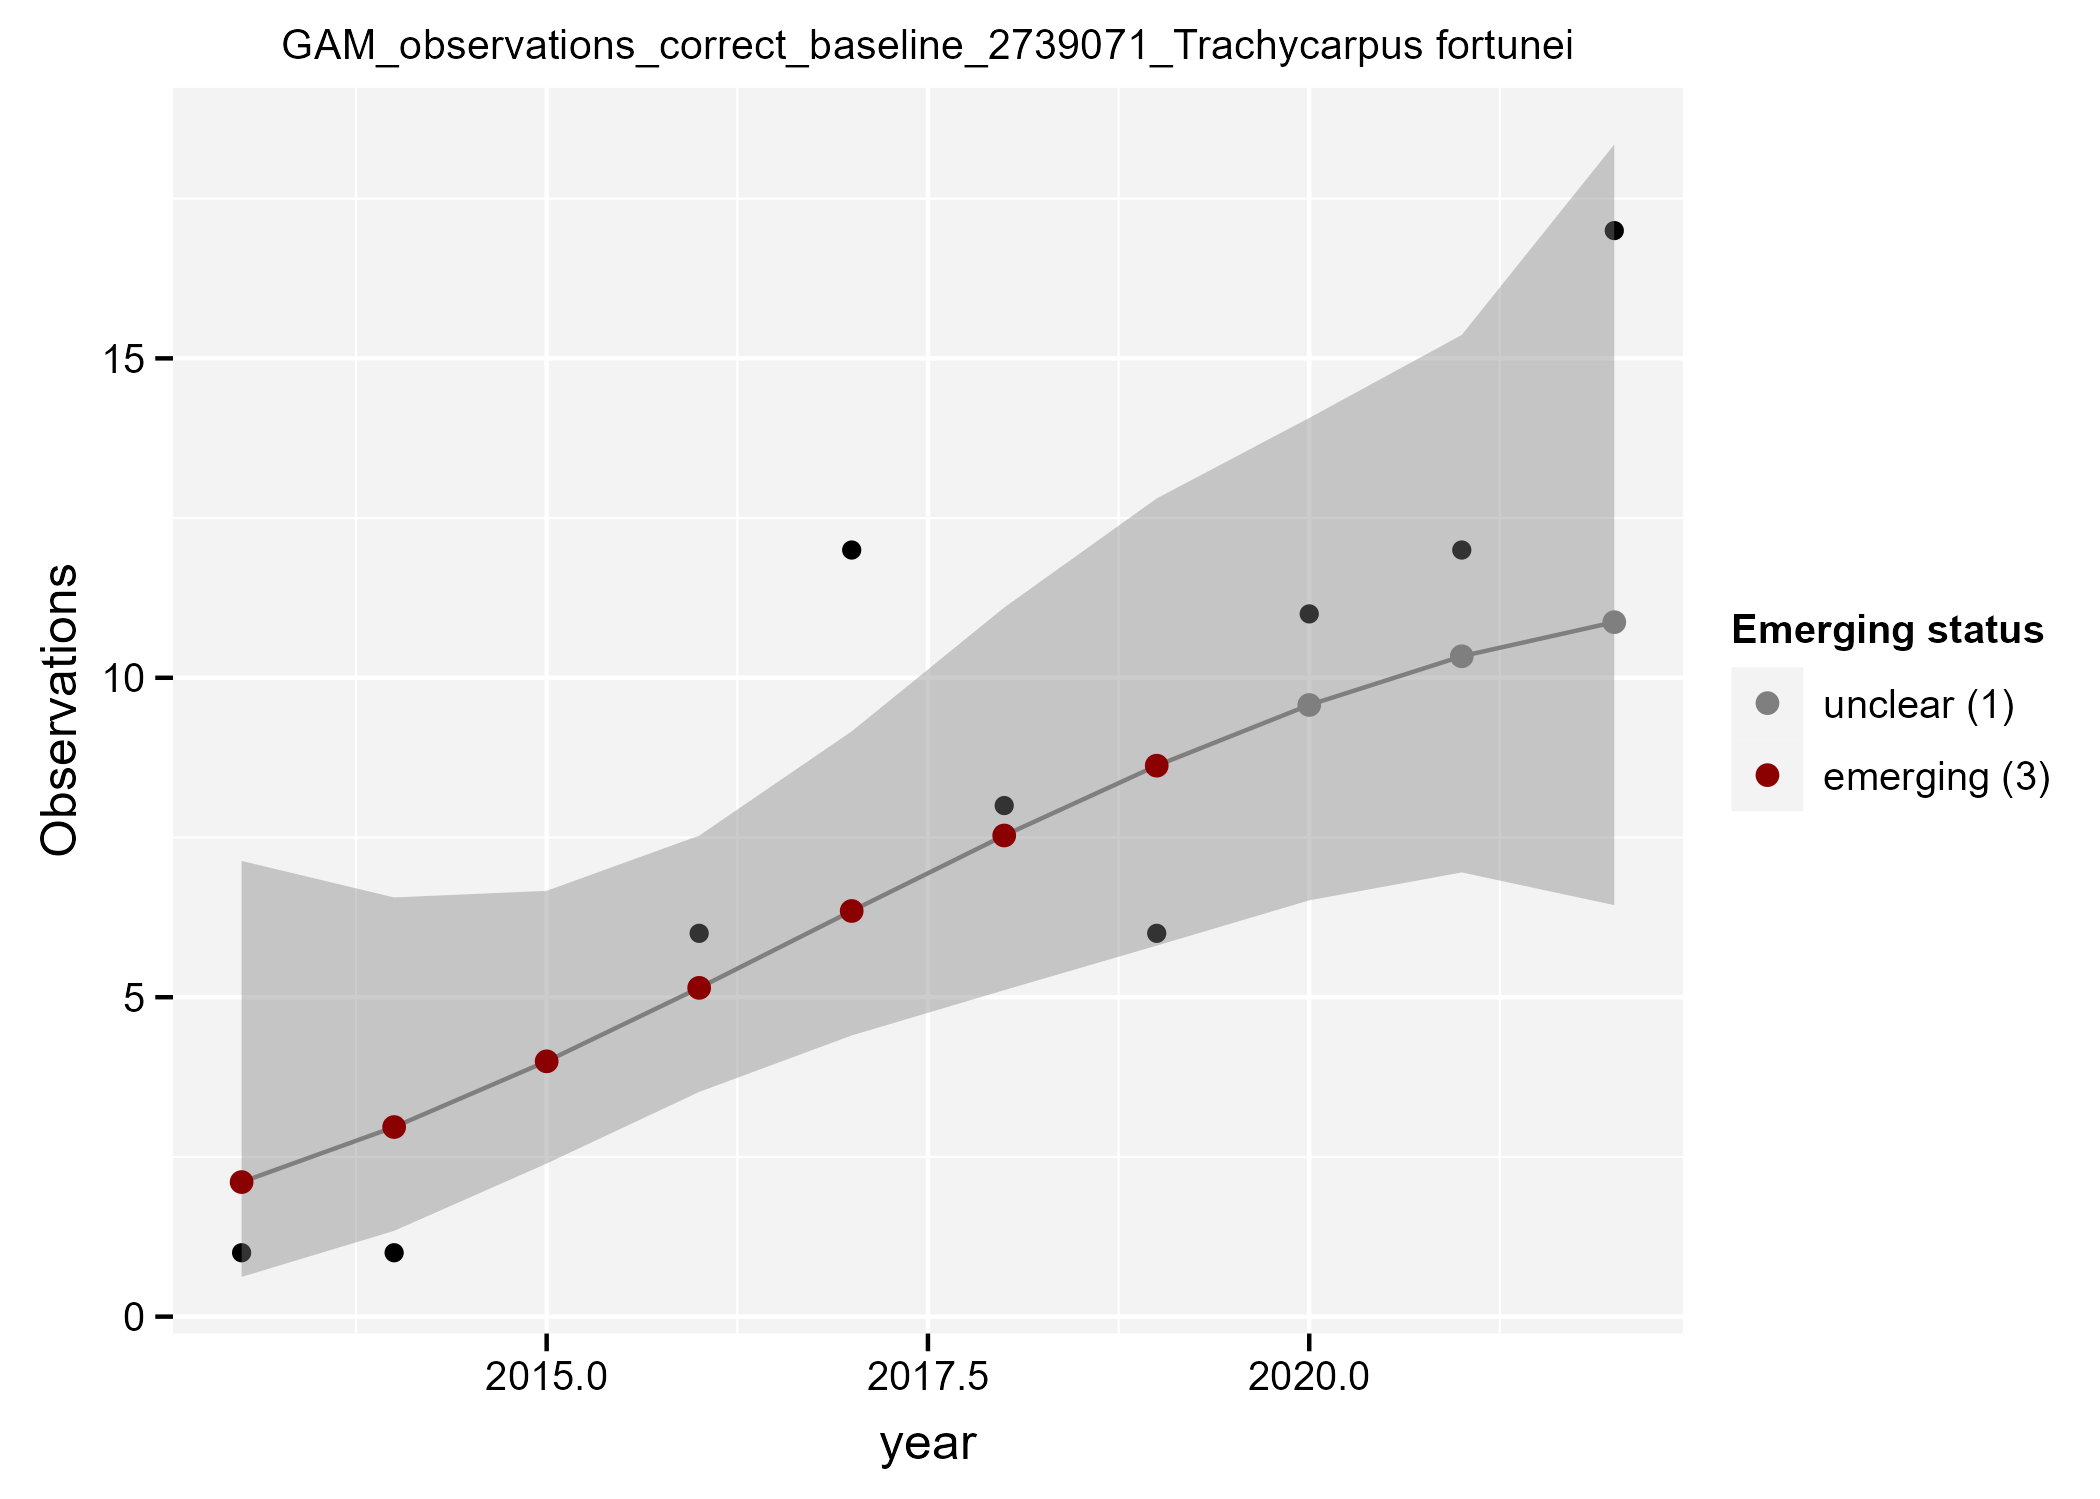 GAM_observations_correct_baseline_2739071_Trachycarpus fortunei
Observations
15
10
5
0
2015.0
2017.5
2020.0
year
Emerging status
unclear (1)
emerging (3)